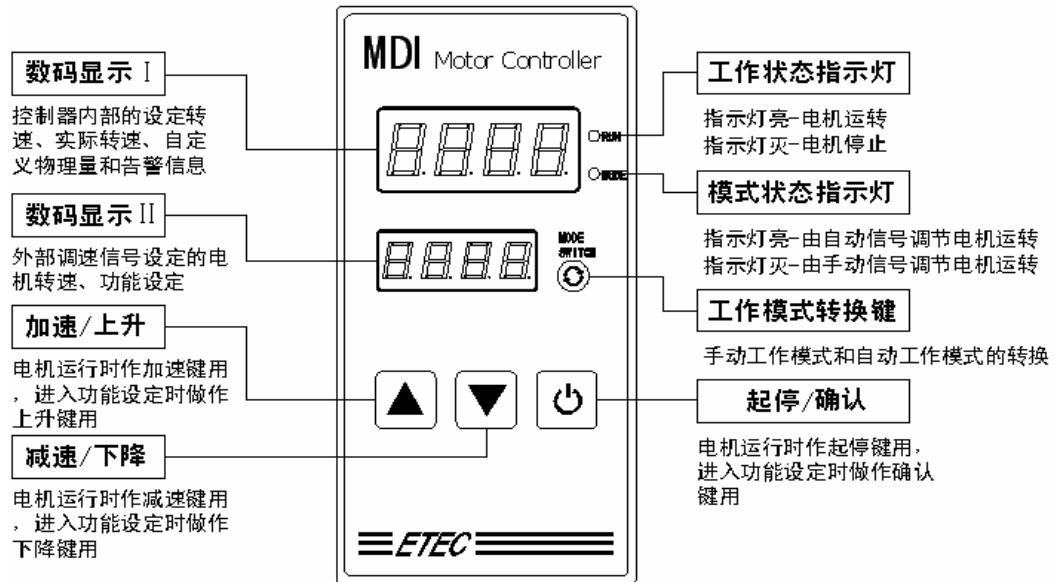 MDI Motor Controller
8.8.8.8.
RUN
MODE
8.8.8.8.
MODE
SWITCH
ETEC
数码显示 Ⅰ
控制器内部的设定转
速、实际转速、自定
义物理量和告警信息
数码显示 Ⅱ
外部调速信号设定的电
机转速、功能设定
加速/上升
电机运行时作加速键用
，进入功能设定时做作
上升键用
减速/下降
电机运行时作减速键用
，进入功能设定时做作
下降键用
工作状态指示灯
指示灯亮-电机运转
指示灯灭-电机停止
模式状态指示灯
指示灯亮-由自动信号调节电机运转
指示灯灭-由手动信号调节电机运转
工作模式转换键
手动工作模式和自动工作模式的转换
起停/确认
电机运行时作起停键用，
进入功能设定时做作确认
键用